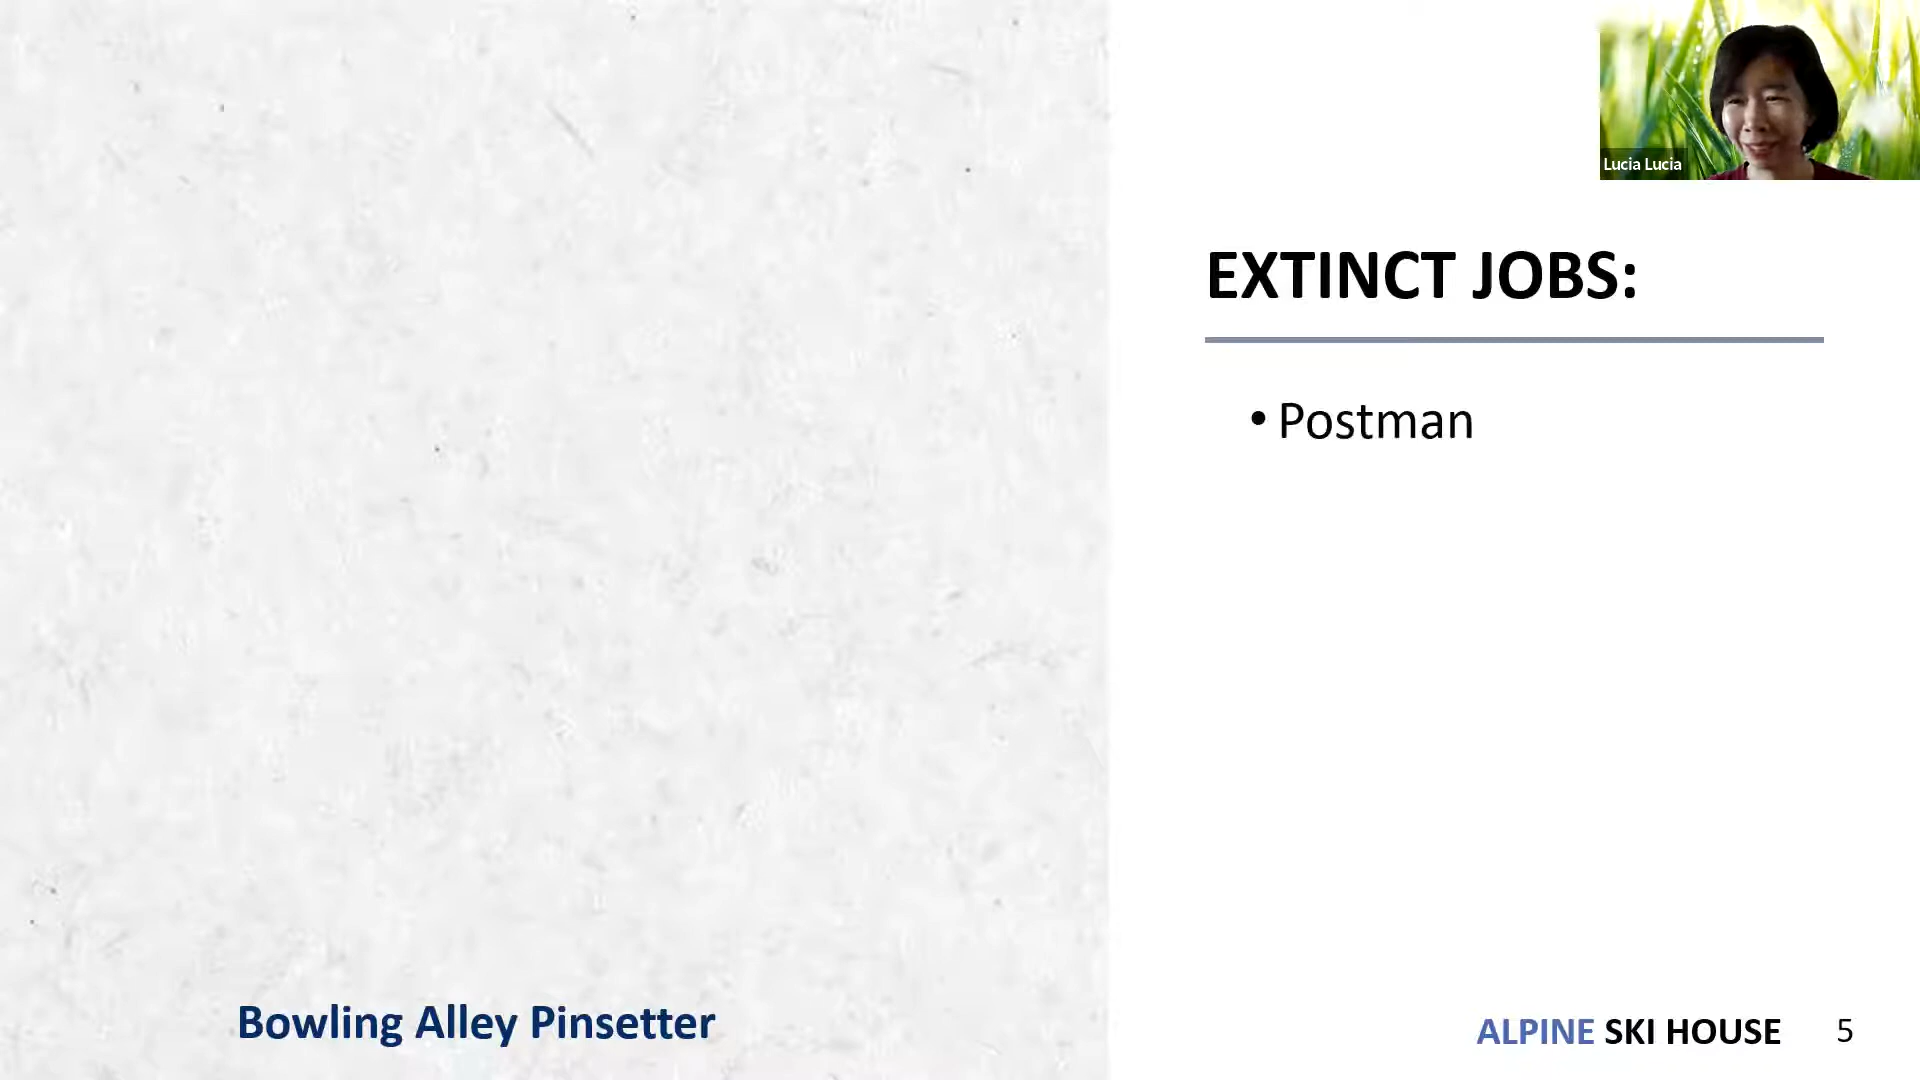 Lucia Lucia
EXTINCT JOBS:
• Postman
Bowling Alley Pinsetter
ALPINE SKI HOUSE 5